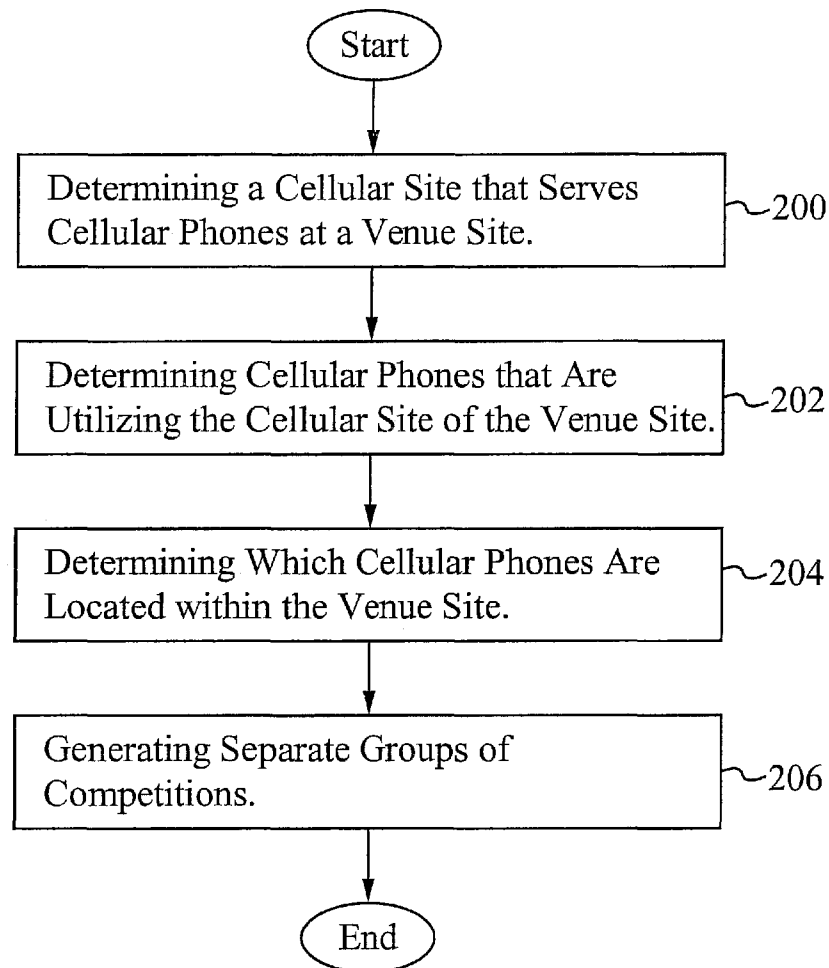 Start
Determining a Cellular Site that Serves
Cellular Phones at a Venue Site.
200
Determining Cellular Phones that Are
Utilizing the Cellular Site of the Venue Site.
202
Determining Which Cellular Phones Are
Located within the Venue Site.
204
Generating Separate Groups of
Competitions.
206
End